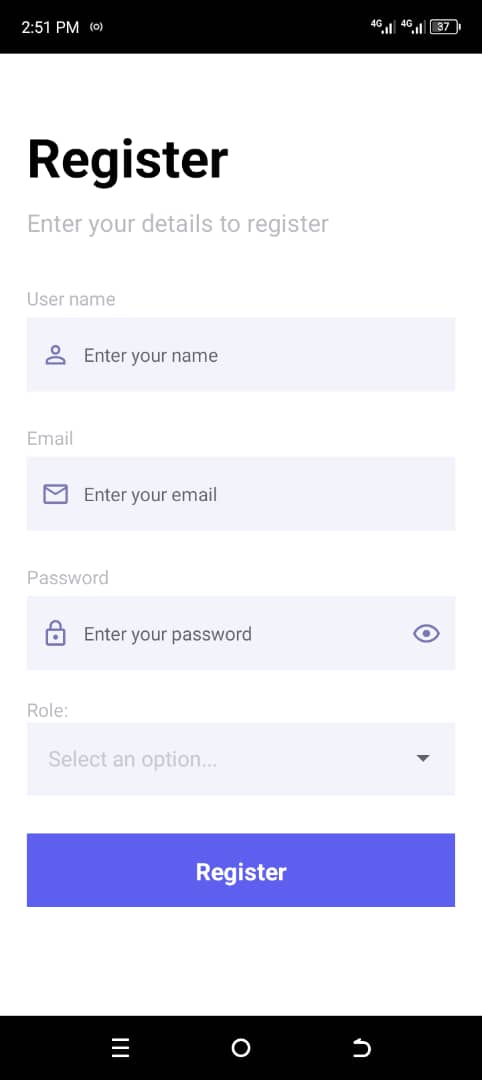 2:51 PM
4G 4G 37
Register
Enter your details to register
User name
Enter your name
Email
Enter your email
Password
Enter your password
Role:
Select an option...
Register